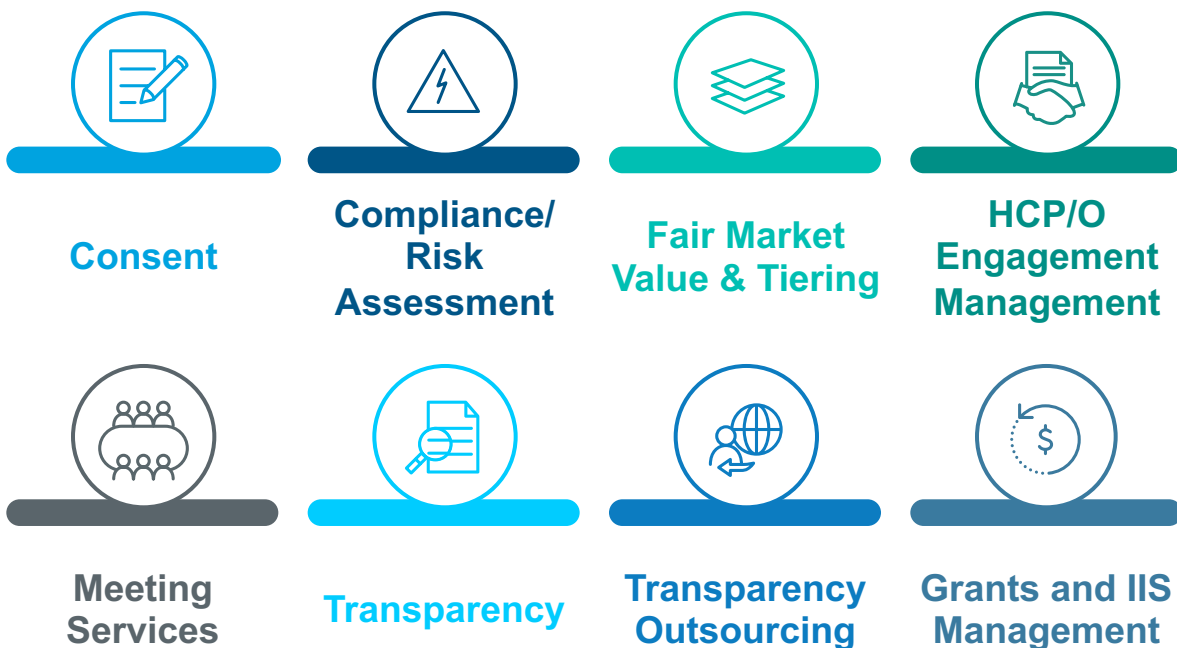 Consent
Compliance/
Risk
Assessment
Fair Market
Value & Tiering
HCP/O
Engagement
Management
Meeting
Services
Transparency
Transparency
Outsourcing
Grants and IIS
Management
$